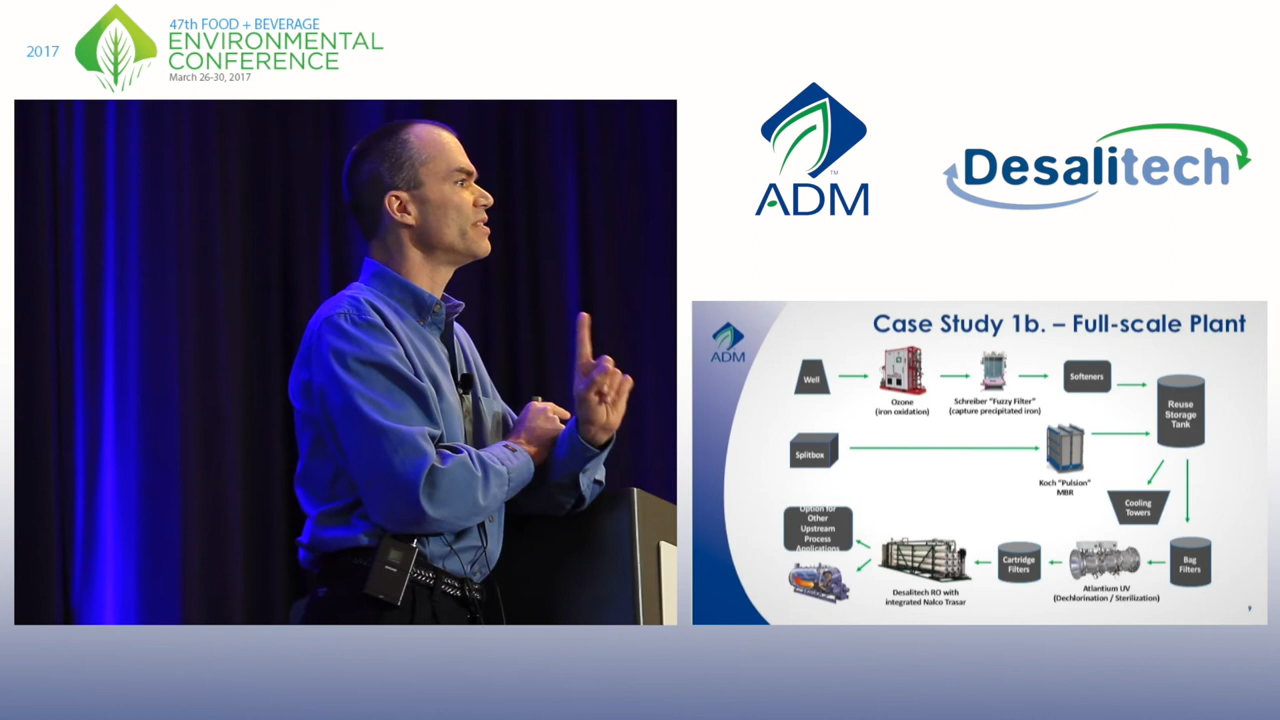 2017
47th FOOD + BEVERAGE
ENVIRONMENTAL
CONFERENCE
March 26-30, 2017
ADM
TM
Desalitech
ADM
Case Study 1b. – Full-scale Plant
Well
Ozone
(iron oxidation)
Schreiber "Fuzzy Filter"
(capture precipitated iron)
Softeners
Reuse
Storage
Tank
Splitbox
Koch "Pulsion"
MBR
Cooling
Towers
Option for
Other
Upstream
Process
Applications
Desalitech RO with
integrated Nalco Trasar
Cartridge
Filters
Atlantium UV
(Dechlorination / Sterilization)
Bag
Filters
9